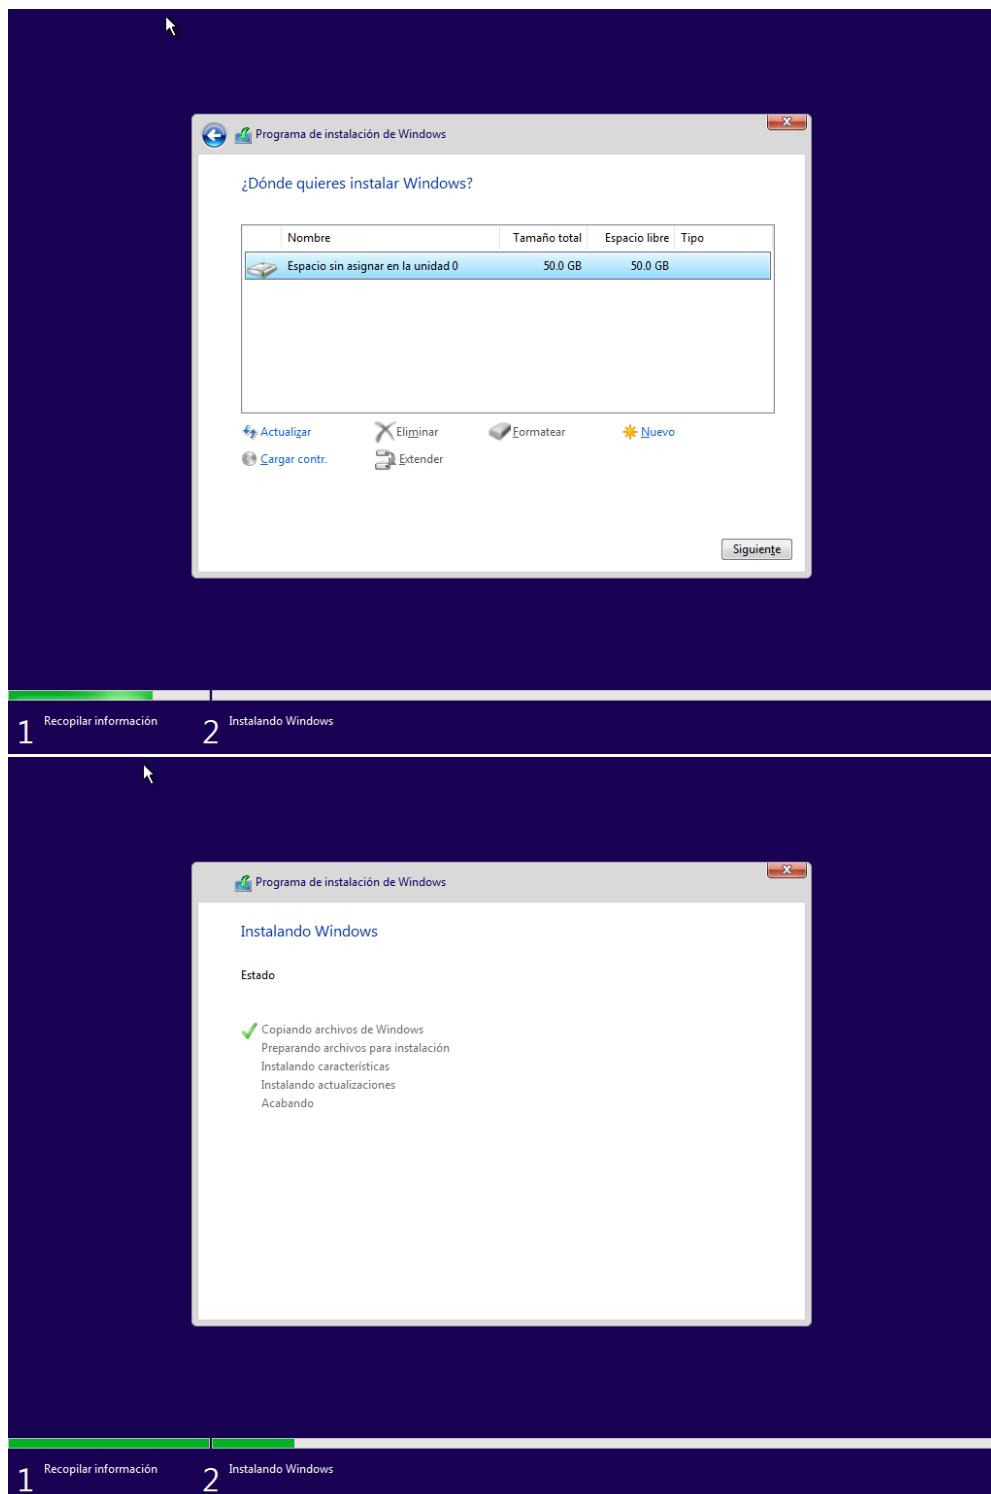 Programa de instalación de Windows
¿Dónde quieres instalar Windows?
Nombre Tamaño total Espacio libre Tipo
Espacio sin asignar en la unidad 0 50.0 GB 50.0 GB
Actualizar Eliminar Formatear Nuevo
Cargar contr. Extender
Siguiente
1 Recopilar información 2 Instalando Windows
Programa de instalación de Windows
Instalando Windows
Estado
Copiando archivos de Windows
Preparando archivos para instalación
Instalando características
Instalando actualizaciones
Acabando
1 Recopilar información 2 Instalando Windows